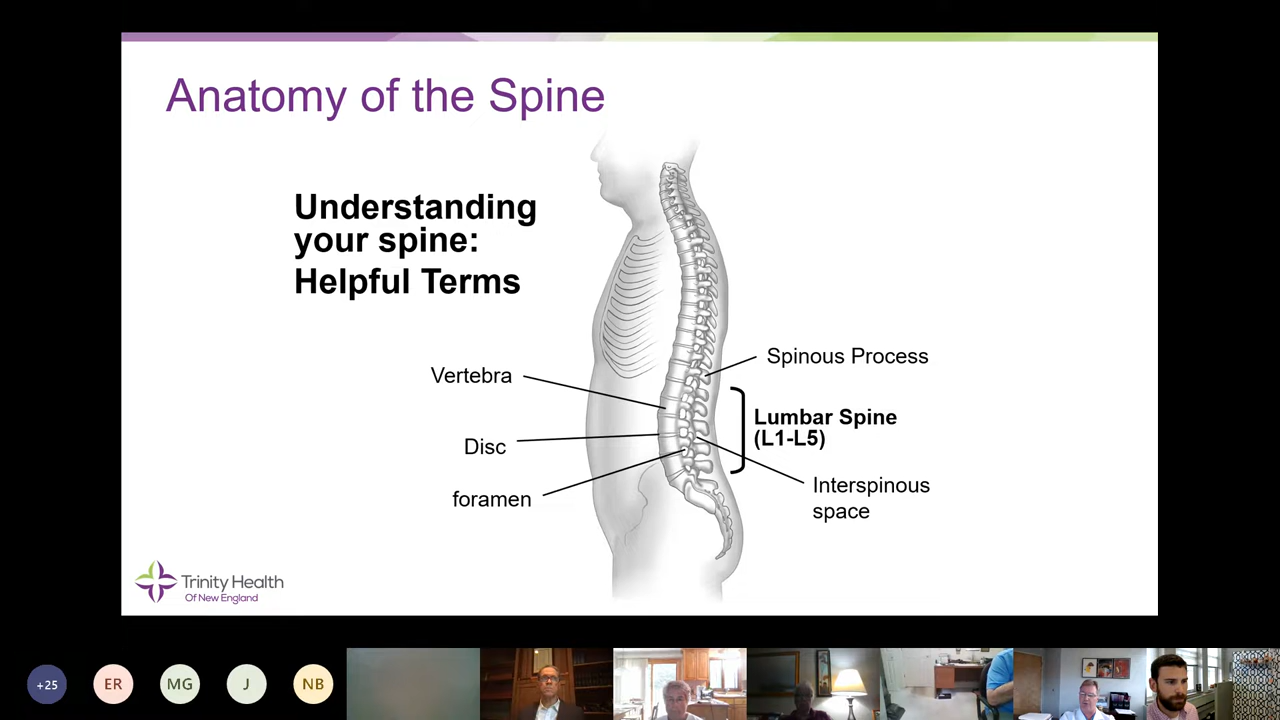 Anatomy of the Spine
Understanding
your spine:
Helpful Terms
Vertebra
Disc
foramen
Spinous Process
Lumbar Spine
(L1-L5)
Interspinous
space
Trinity Health
Of New England
+25
ER
MG
J
NB